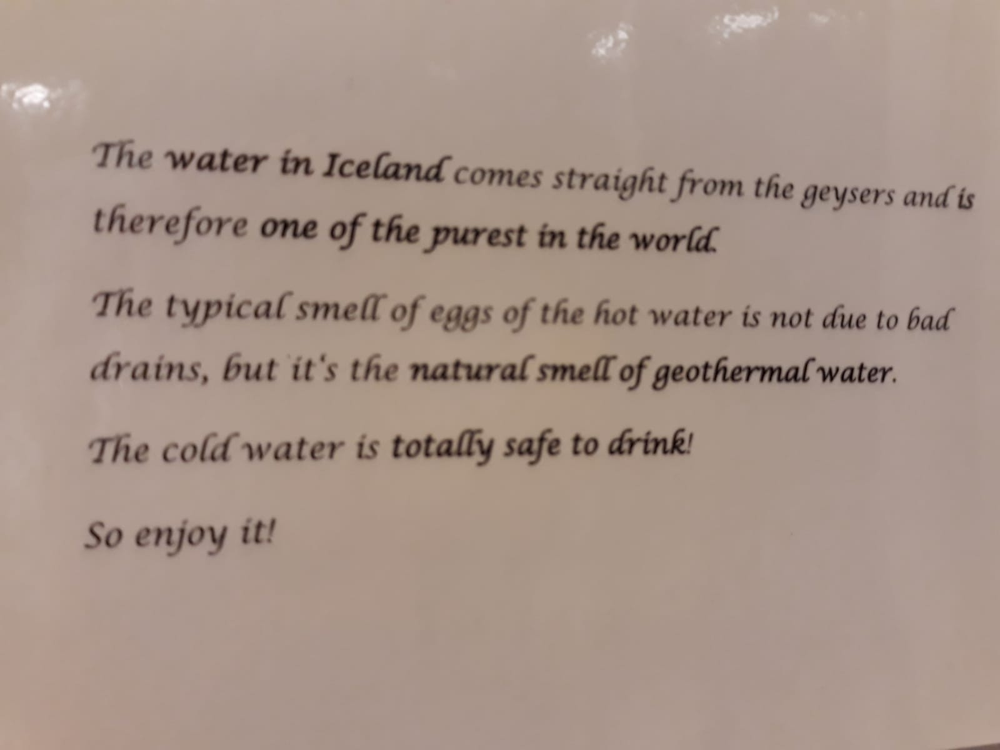 The water in Iceland comes straight from the geysers and is
therefore one of the purest in the world.
The typical smell of eggs of the hot water is not due to bad
drains, but it‘s the natural smell of geothermal water.
The cold water is totally safe to drink!
So enjoy it!